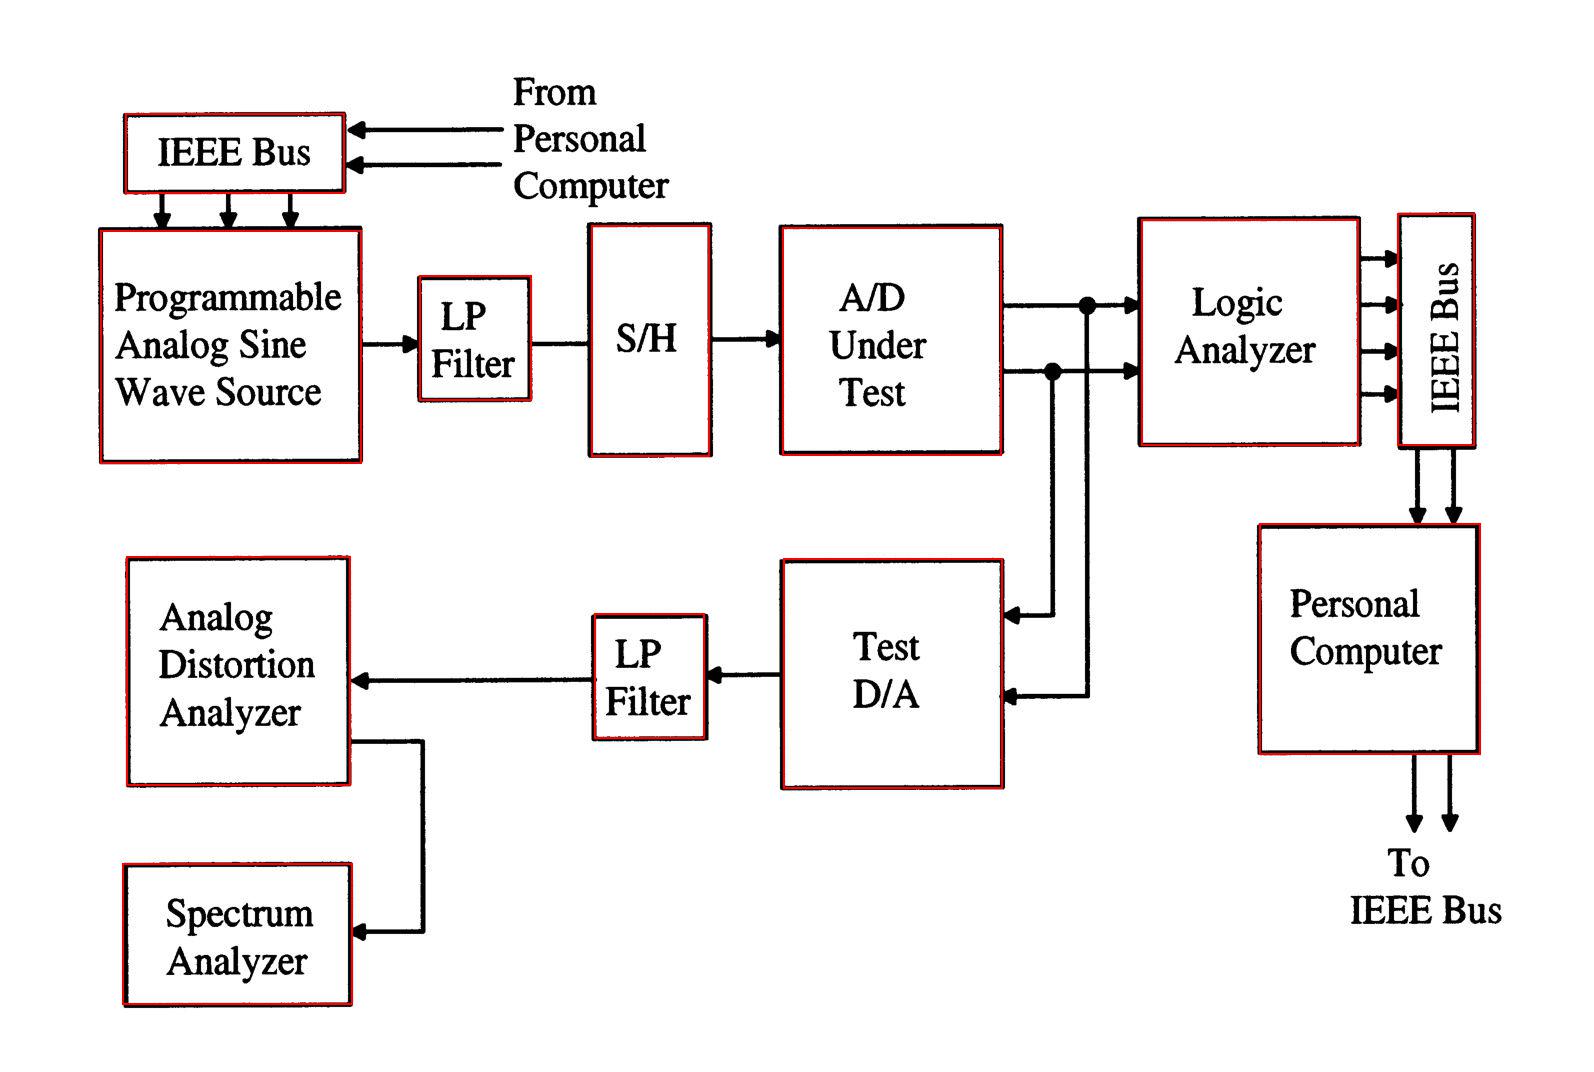 From
Personal
Computer
IEEE Bus
Programmable
Analog Sine
Wave Source
LP
Filter
S/H
A/D
Under
Test
Logic
Analyzer
IEEE Bus
Analog
Distortion
Analyzer
LP
Filter
Test
D/A
Personal
Computer
Spectrum
Analyzer
To
IEEE Bus